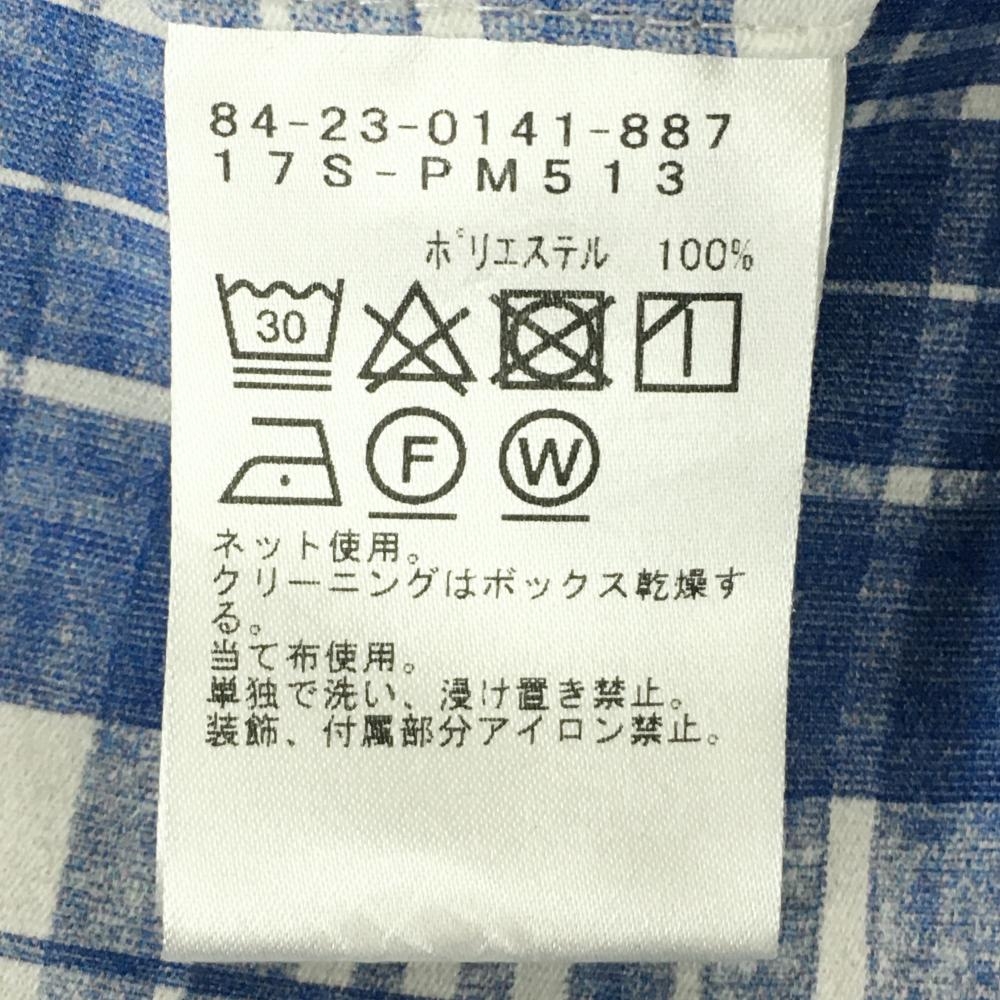 84-23-0141-887
17S-PM513
ポリエステル 100%
30
F W
ネット使用。
クリーニングはボックス乾燥す
る。
当て布使用。
単独で洗い、浸け置き禁止。
装飾、付属部分アイロン禁止。